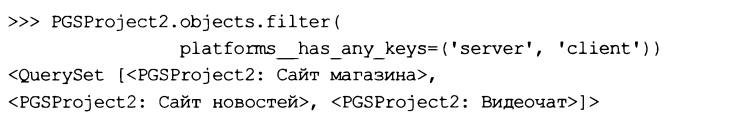 >>> PGSProject2.objects.filter(
platforms__has_any_keys=('server', 'client'))
<QuerySet [<PGSProject2: Сайт магазина>,
<PGSProject2: Сайт новостей>, <PGSProject2: Видеочат>]>